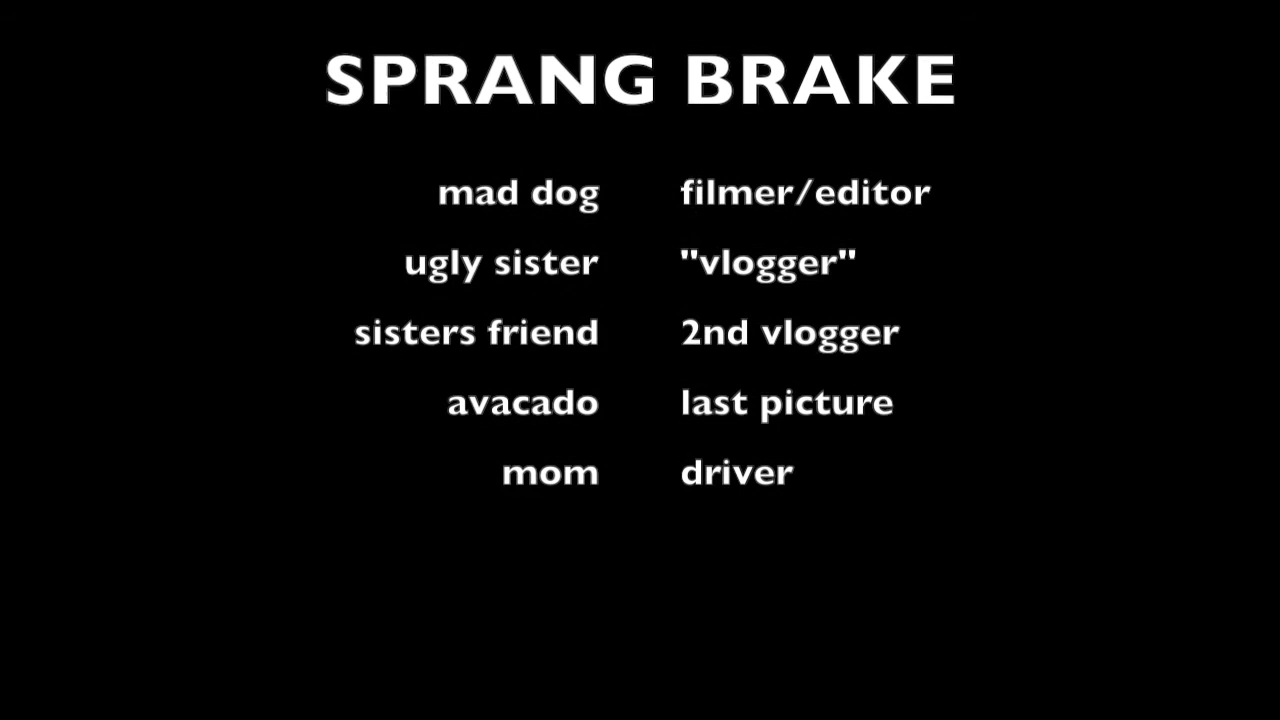 SPRANG BRAKE
mad dog filmer/editor
ugly sister "vlogger"
sisters friend 2nd vlogger
avacado last picture
mom driver